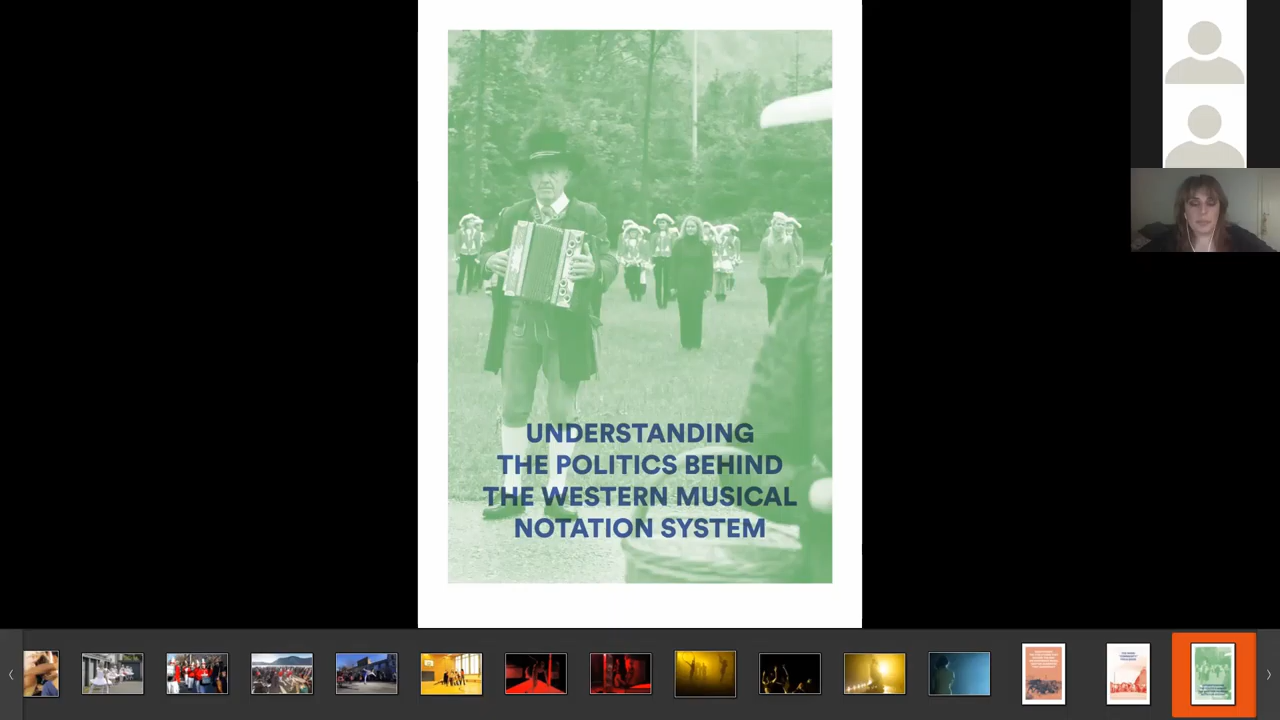 UNDERSTANDING
THE POLITICS BEHIND
THE WESTERN MUSICAL
NOTATION SYSTEM